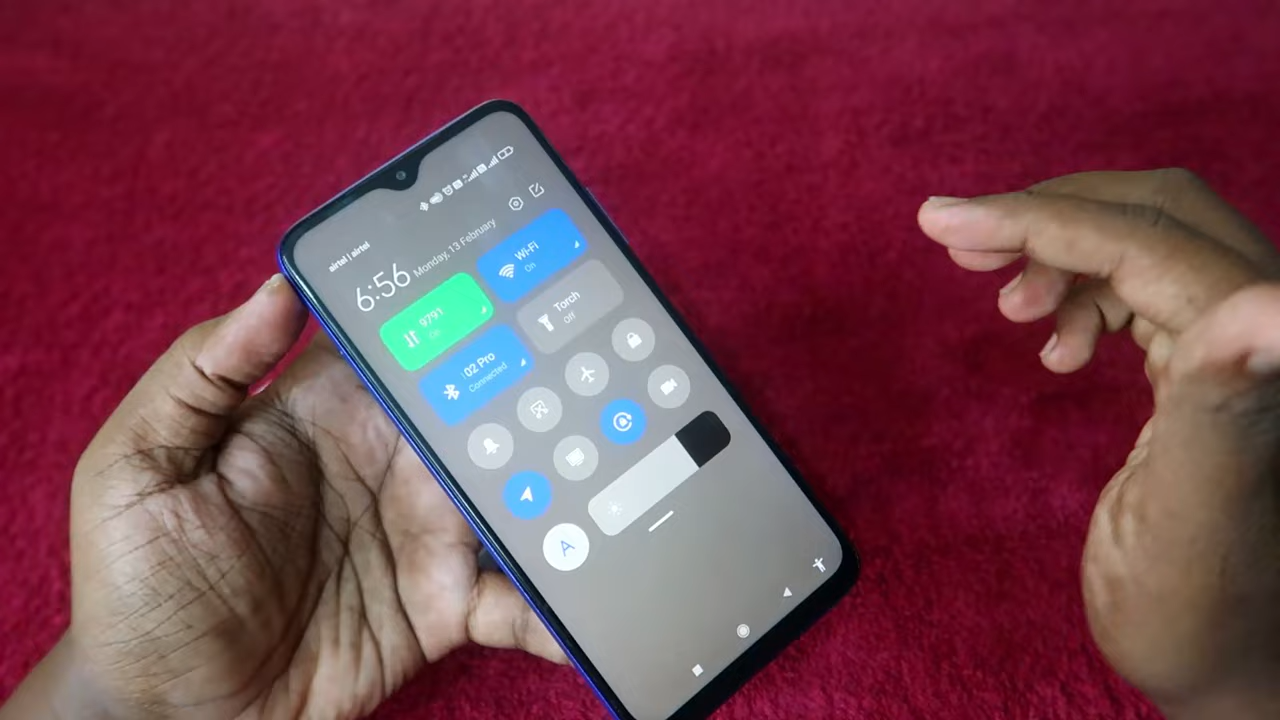 airtel | airtel
6:56 Monday, 13 February
9791
On
Wi-Fi
On
02 Pro
Connected
Torch
Off
A